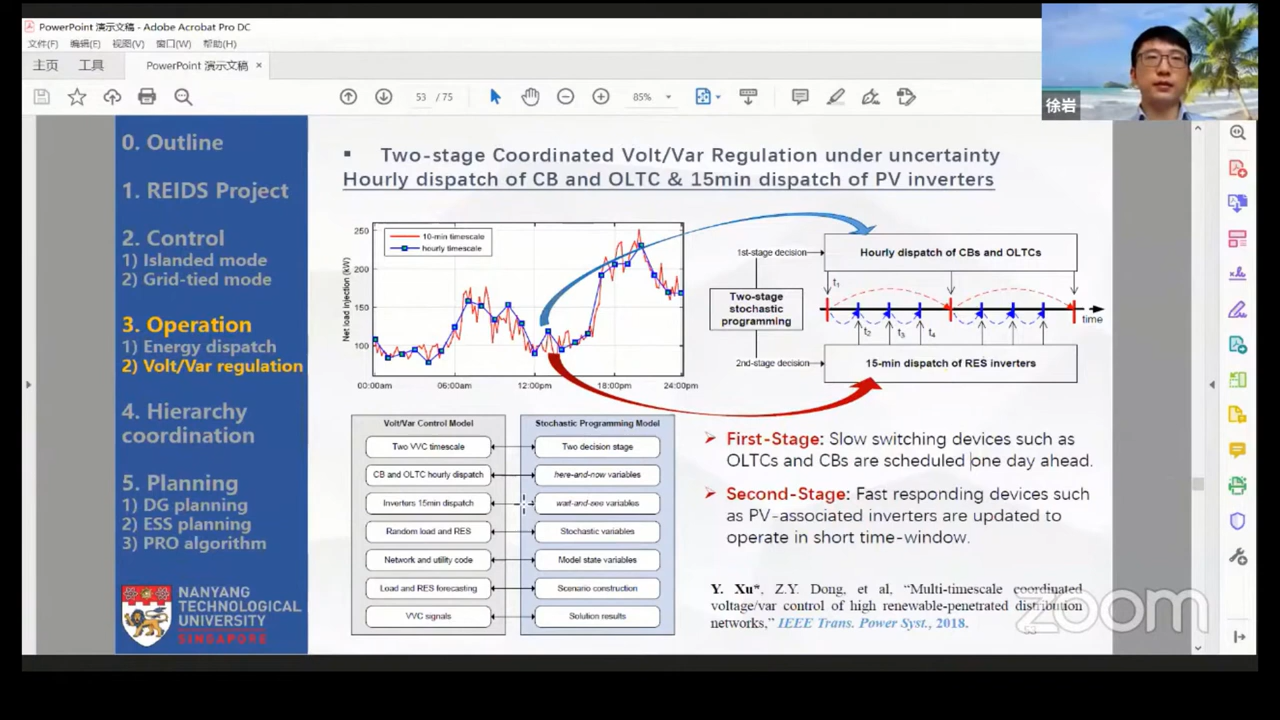 PowerPoint 演示文稿 - Adobe Acrobat Pro DC
文件(F) 编辑(E) 视图(V) 窗口(W) 帮助(H)
主页 工具 PowerPoint 演示文稿 ×
53 / 75 85%
徐岩
0. Outline
1. REIDS Project
2. Control
1) Islanded mode
2) Grid-tied mode
3. Operation
1) Energy dispatch
2) Volt/Var regulation
4. Hierarchy
coordination
5. Planning
1) DG planning
2) ESS planning
3) PRO algorithm
NANYANG
TECHNOLOGICAL
UNIVERSITY
SINGAPORE
▪ Two-stage Coordinated Volt/Var Regulation under uncertainty
Hourly dispatch of CB and OLTC & 15min dispatch of PV inverters
Net load injection (kW)
250
200
150
100
10-min timescale
hourly timescale
00:00am 06:00am 12:00pm 18:00pm 24:00pm
1st-stage decision
Hourly dispatch of CBs and OLTCs
Two-stage
stochastic
programming
t1
t2 t3 t4
time
2nd-stage decision
15-min dispatch of RES inverters
Volt/Var Control Model Stochastic Programming Model
Two VVC timescale Two decision stage
CB and OLTC hourly dispatch here-and-now variables
Inverters 15min dispatch wait-and-see variables
Random load and RES Stochastic variables
Network and utility code Model state variables
Load and RES forecasting Scenario construction
VVC signals Solution results
➢ First-Stage: Slow switching devices such as
OLTCs and CBs are scheduled one day ahead.
➢ Second-Stage: Fast responding devices such
as PV-associated inverters are updated to
operate in short time-window.
Y. Xu*, Z.Y. Dong, et al, “Multi-timescale coordinated
voltage/var control of high renewable-penetrated distribution
networks,” IEEE Trans. Power Syst., 2018.
zoom
53